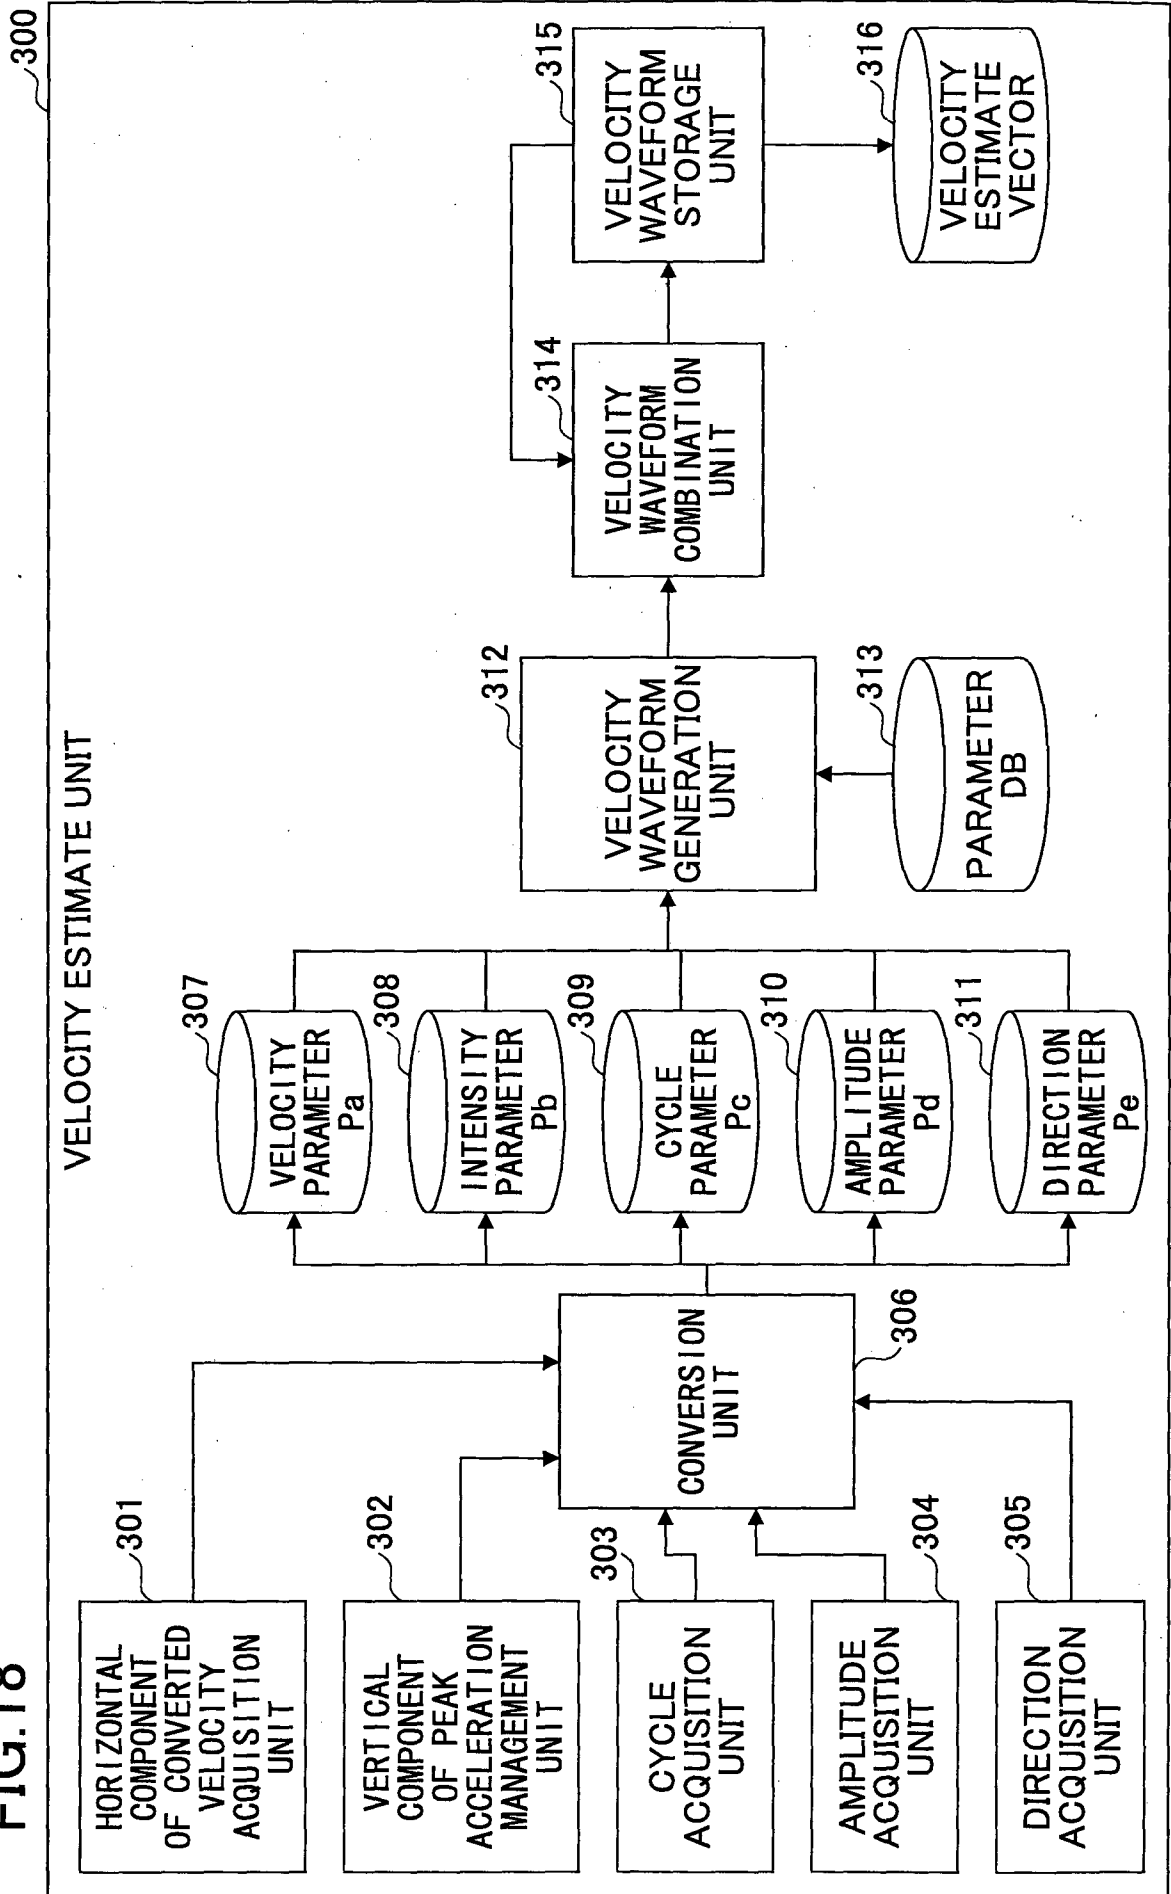 FIG.18
300
VELOCITY ESTIMATE UNIT
301
HORIZONTAL
COMPONENT
OF CONVERTED
VELOCITY
ACQUISITION
UNIT
302
VERTICAL
COMPONENT
OF PEAK
ACCELERATION
MANAGEMENT
UNIT
303
CYCLE
ACQUISITION
UNIT
304
AMPLITUDE
ACQUISITION
UNIT
305
DIRECTION
ACQUISITION
UNIT
306
CONVERSION
UNIT
307
VELOCITY
PARAMETER
Pa
308
INTENSITY
PARAMETER
Pb
309
CYCLE
PARAMETER
Pc
310
AMPLITUDE
PARAMETER
Pd
311
DIRECTION
PARAMETER
Pe
312
VELOCITY
WAVEFORM
GENERATION
UNIT
313
PARAMETER
DB
314
VELOCITY
WAVEFORM
COMBINATION
UNIT
315
VELOCITY
WAVEFORM
STORAGE
UNIT
316
VELOCITY
ESTIMATE
VECTOR